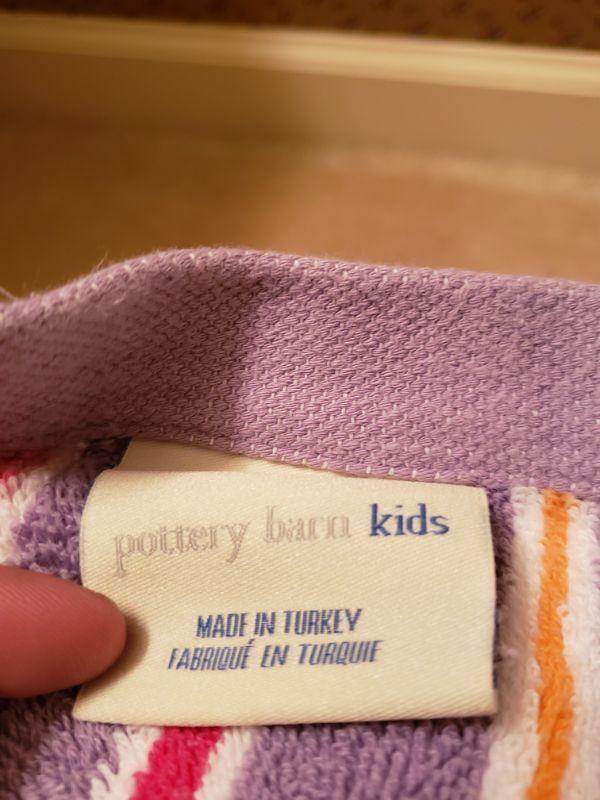 pottery barn kids
MADE IN TURKEY
FABRIQUÉ EN TURQUIE